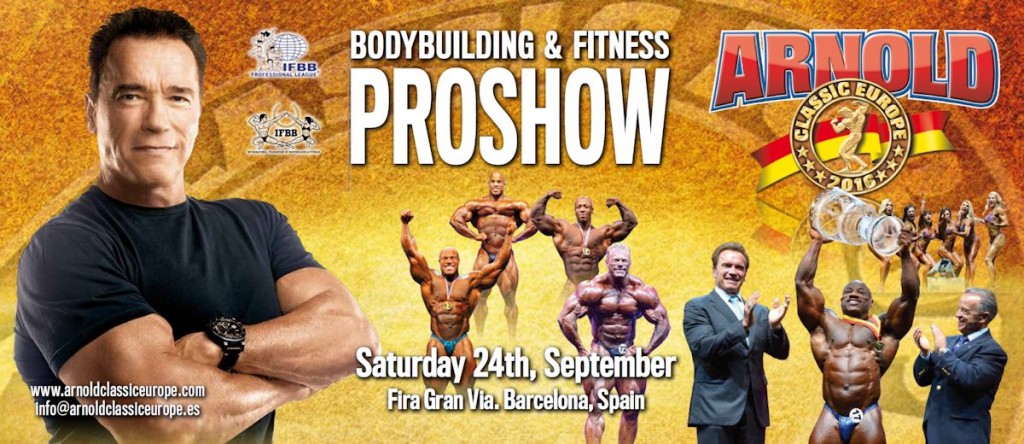 BODYBUILDING & FITNESS
PROSHOW
IFBB
PROFESSIONAL LEAGUE
IFBB
ARNOLD
CLASSIC EUROPE
2016
Saturday 24th, September
Fira Gran Via. Barcelona, Spain
www.arnoldclassiceurope.com
info@arnoldclassiceurope.es